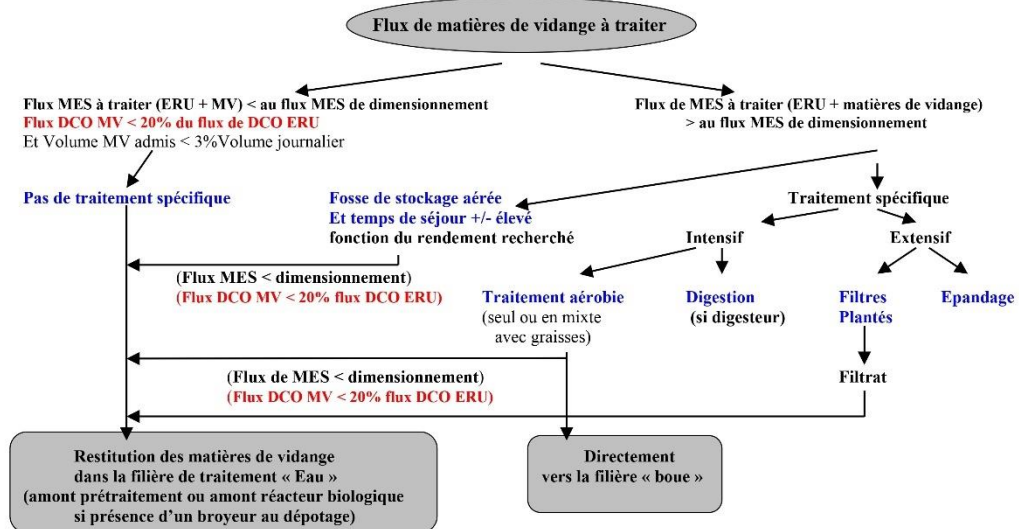 Flux de matières de vidange à traiter
Flux MES à traiter (ERU + MV) < au flux MES de dimensionnement
Flux DCO MV < 20% du flux de DCO ERU
Et Volume MV admis < 3%Volume journalier
Flux de MES à traiter (ERU + matières de vidange)
> au flux MES de dimensionnement
Pas de traitement spécifique
Fosse de stockage aérée
Et temps de séjour +/- élevé
fonction du rendement recherché
Traitement spécifique
Intensif
Extensif
(Flux MES < dimensionnement)
(Flux DCO MV < 20% flux DCO ERU)
Traitement aérobie
(seul ou en mixte
avec graisses)
Digestion
(si digesteur)
Filtres
Plantés
Epandage
(Flux de MES < dimensionnement)
(Flux DCO MV < 20% flux DCO ERU)
Filtrat
Restitution des matières de vidange
dans la filière de traitement « Eau »
(amont prétraitement ou amont réacteur biologique
si présence d'un broyeur au dépotage)
Directement
vers la filière « boue »